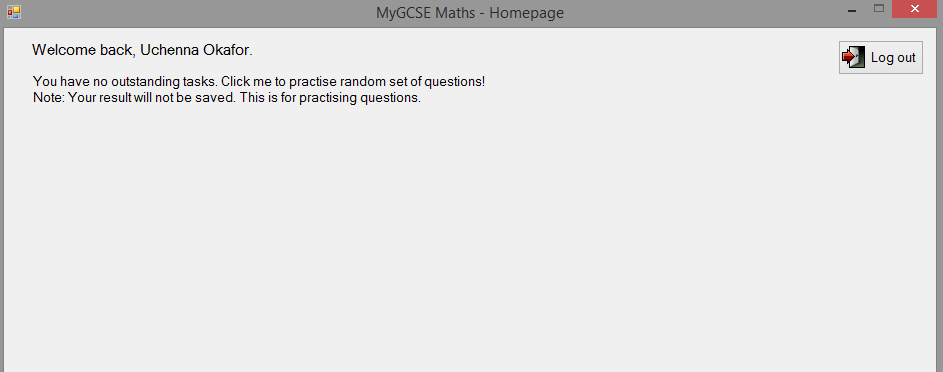 MyGCSE Maths - Homepage
Welcome back, Uchenna Okafor.
Log out
You have no outstanding tasks. Click me to practise random set of questions!
Note: Your result will not be saved. This is for practising questions.